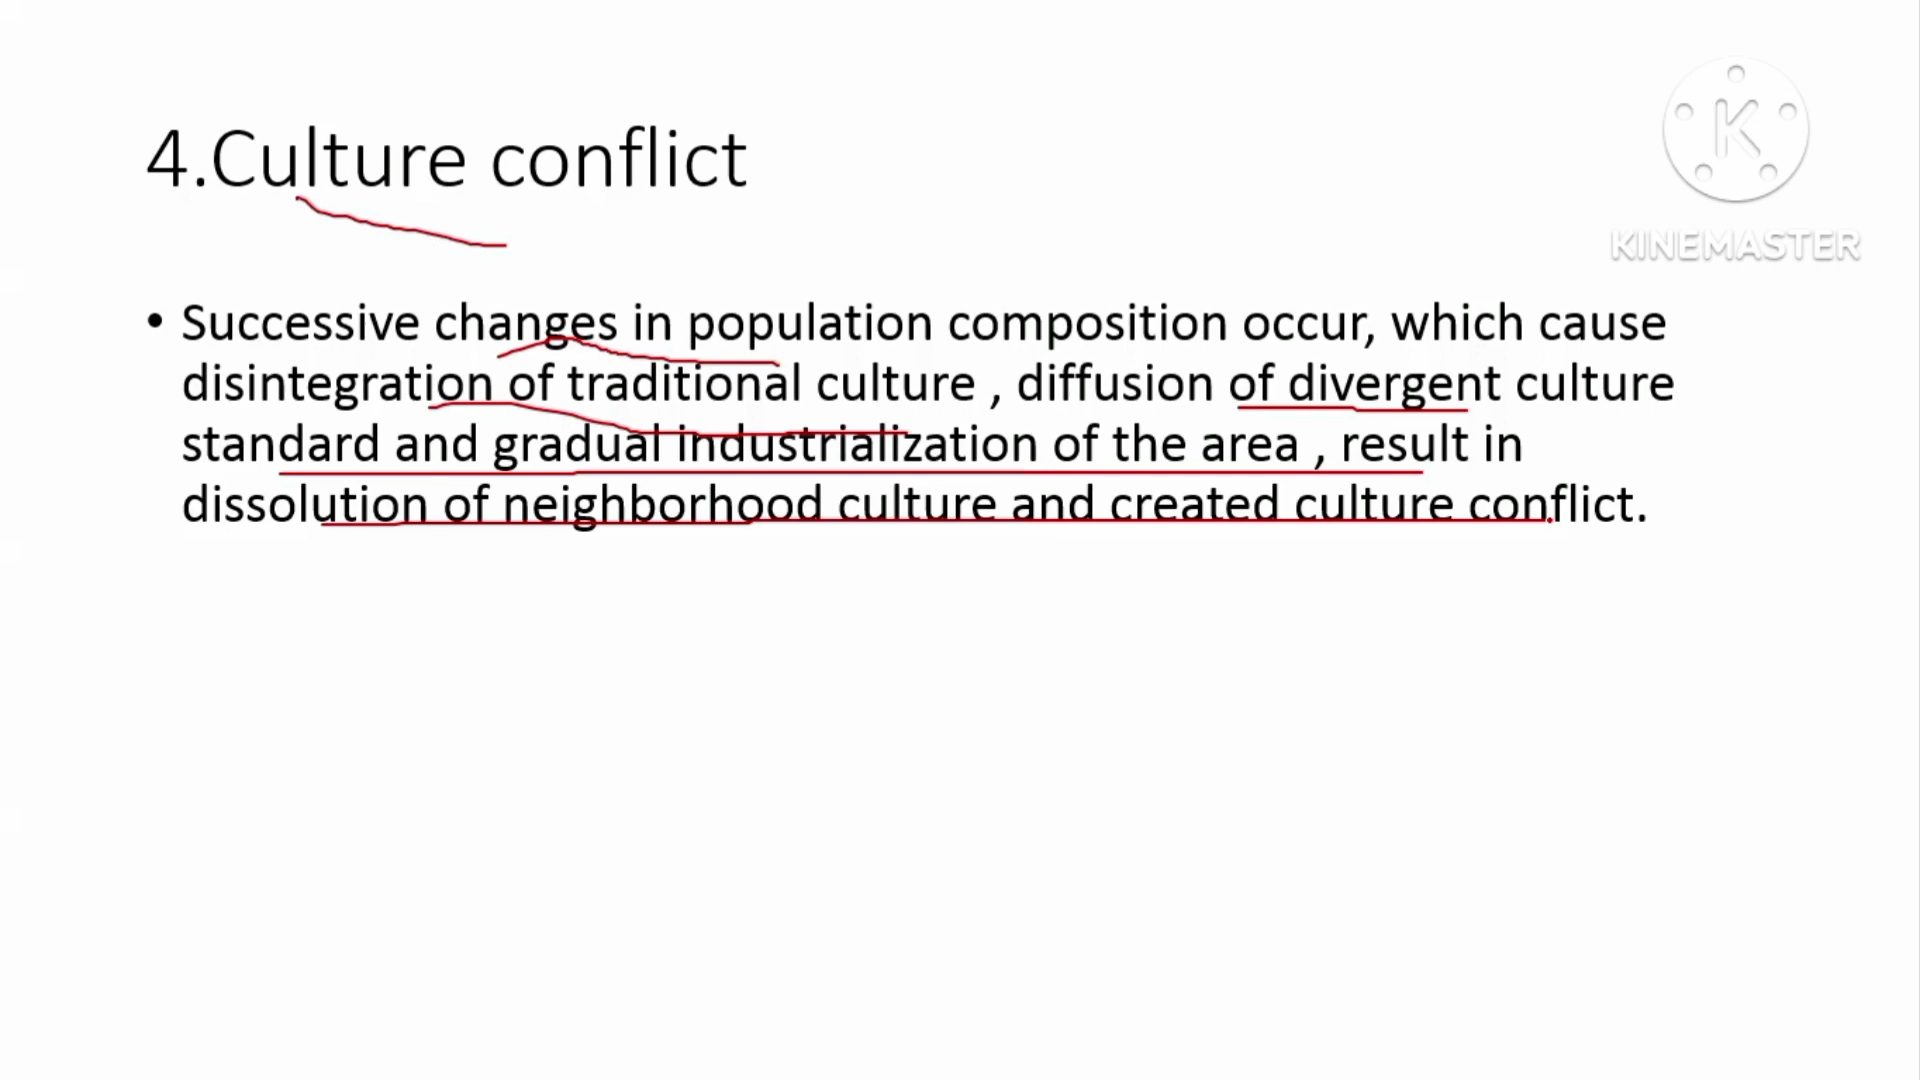 4.Culture conflict
K
KINEMASTER
• Successive changes in population composition occur, which cause
disintegration of traditional culture , diffusion of divergent culture
standard and gradual industrialization of the area , result in
dissolution of neighborhood culture and created culture conflict.